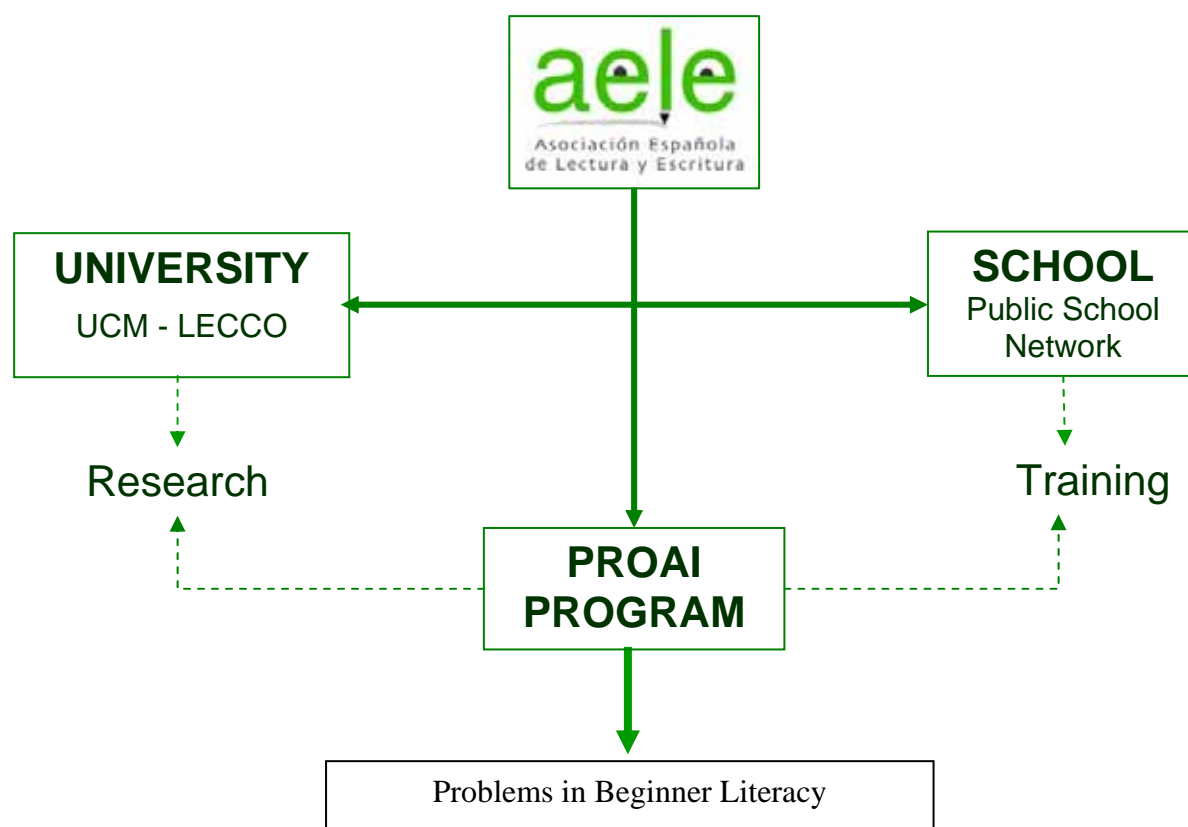 aele
Asociación Española
de Lectura y Escritura
UNIVERSITY
UCM - LECCO
SCHOOL
Public School
Network
Research
Training
PROAI
PROGRAM
Problems in Beginner Literacy